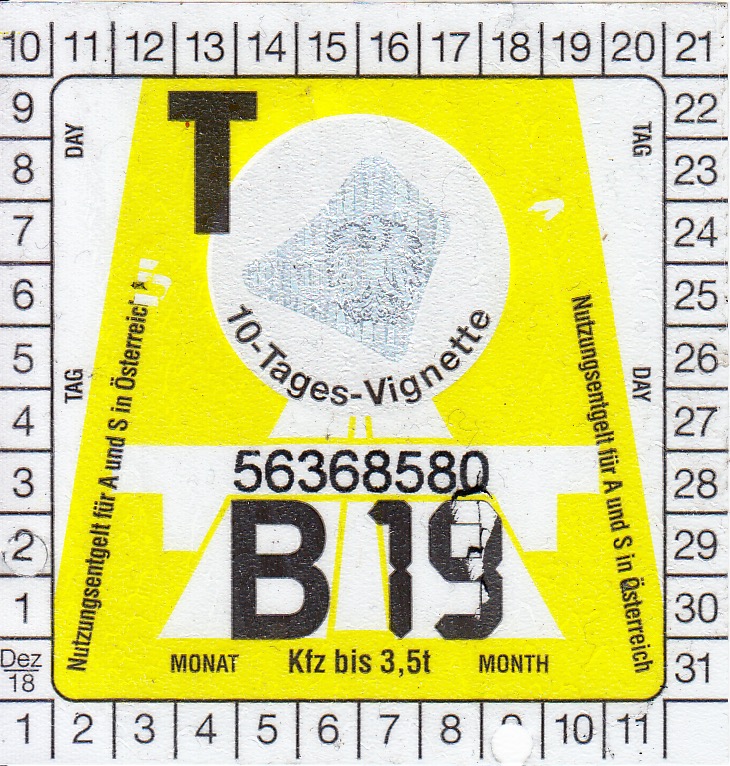 10 11 12 13 14 15 16 17 18 19 20 21
9
8
7
6
5
4
3
2
1
Dez
18
22
23
24
25
26
27
28
29
30
31
DAY
TAG
TAG
DAY
T
10-Tages-Vignette
Nutzungsentgelt für A und S in Österreich
Nutzungsentgelt für A und S in Österreich
56368580
B 19
MONAT Kfz bis 3,5t MONTH
1 2 3 4 5 6 7 8 9 10 11